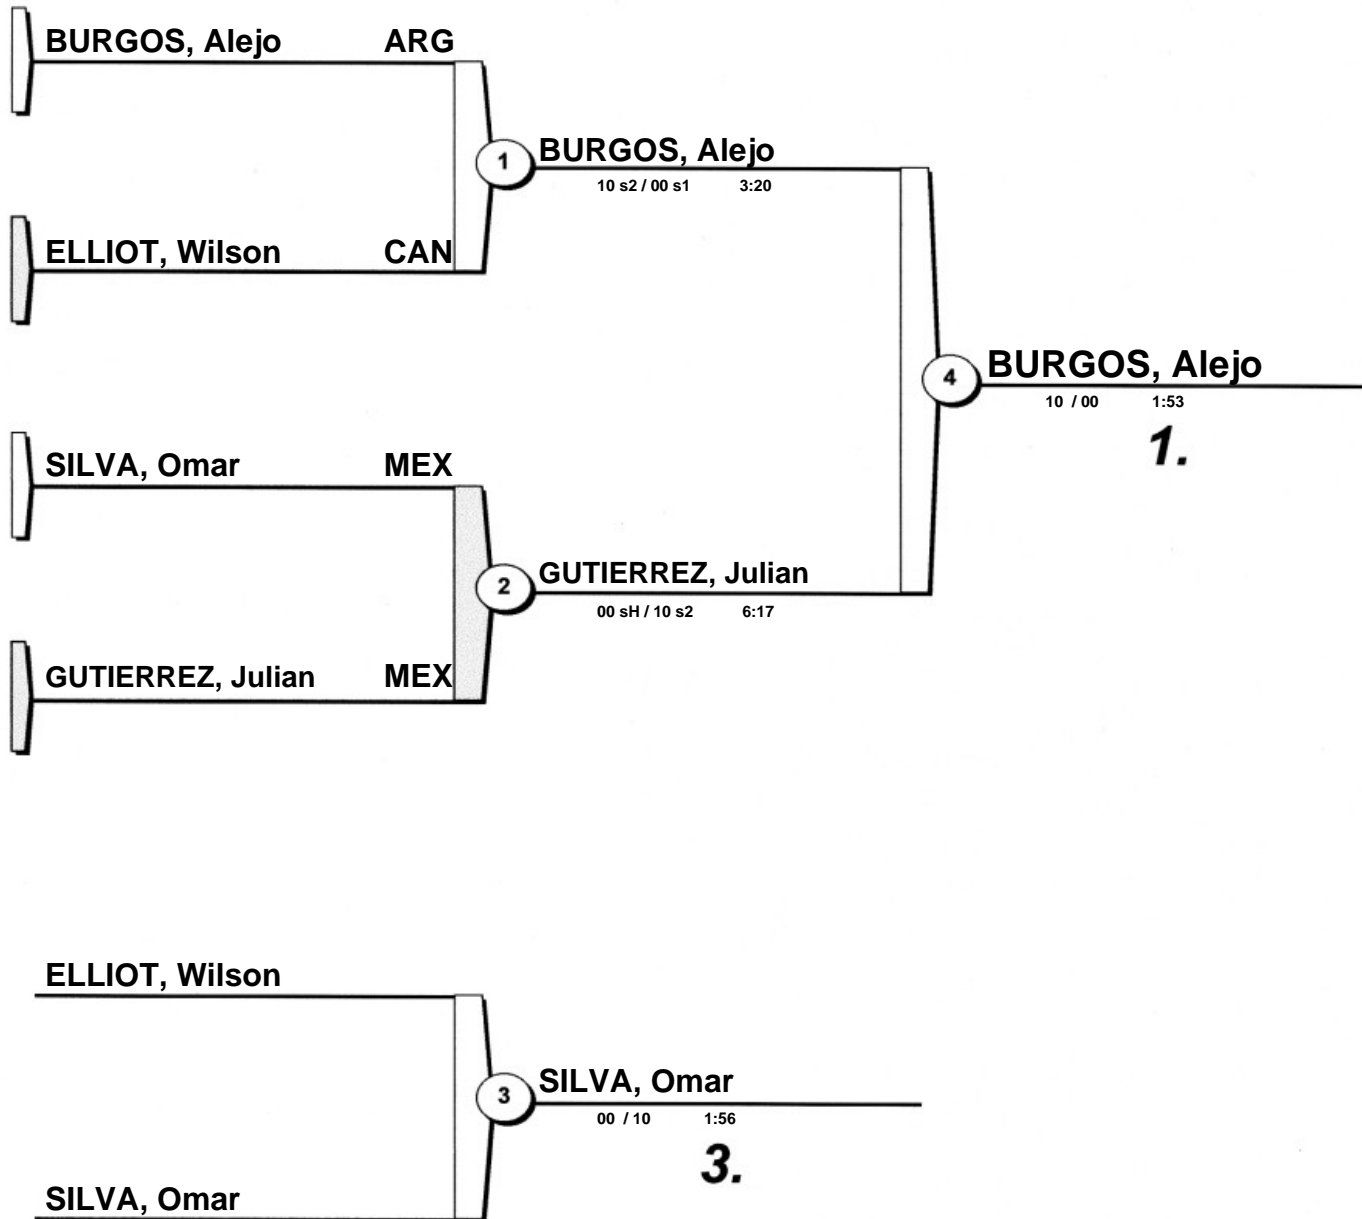 BURGOS, Alejo ARG
1 BURGOS, Alejo
10 s2 / 00 s1 3:20
ELLIOT, Wilson CAN
4 BURGOS, Alejo
10 / 00 1:53
1.
SILVA, Omar MEX
2 GUTIERREZ, Julian
00 sH / 10 s2 6:17
GUTIERREZ, Julian MEX
ELLIOT, Wilson
3 SILVA, Omar
00 / 10 1:56
3.
SILVA, Omar